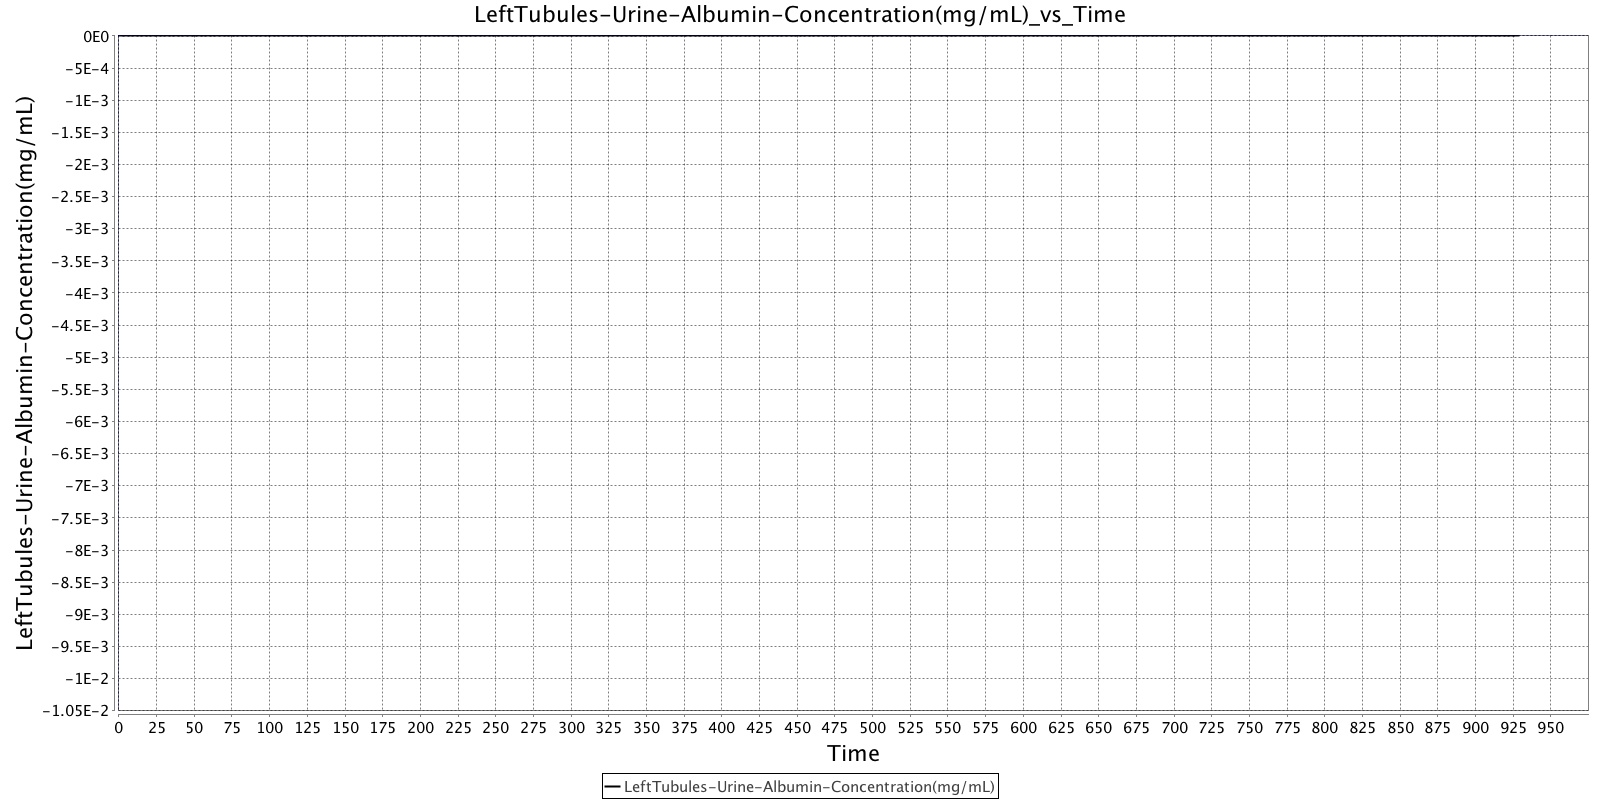 LeftTubules-Urine-Albumin-Concentration(mg/mL)_vs_Time
LeftTubules-Urine-Albumin-Concentration(mg/mL)
0E0
-5E-4
-1E-3
-1.5E-3
-2E-3
-2.5E-3
-3E-3
-3.5E-3
-4E-3
-4.5E-3
-5E-3
-5.5E-3
-6E-3
-6.5E-3
-7E-3
-7.5E-3
-8E-3
-8.5E-3
-9E-3
-9.5E-3
-1E-2
-1.05E-2
0 25 50 75 100 125 150 175 200 225 250 275 300 325 350 375 400 425 450 475 500 525 550 575 600 625 650 675 700 725 750 775 800 825 850 875 900 925 950
Time
LeftTubules-Urine-Albumin-Concentration(mg/mL)